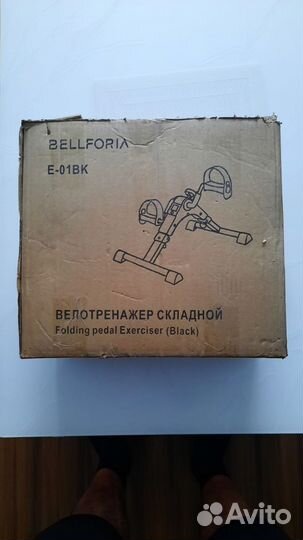 BELLFORIA
E-01BK
ВЕЛОТРЕНАЖЕР СКЛАДНОЙ
Folding pedal Exerciser (Black)
Avito